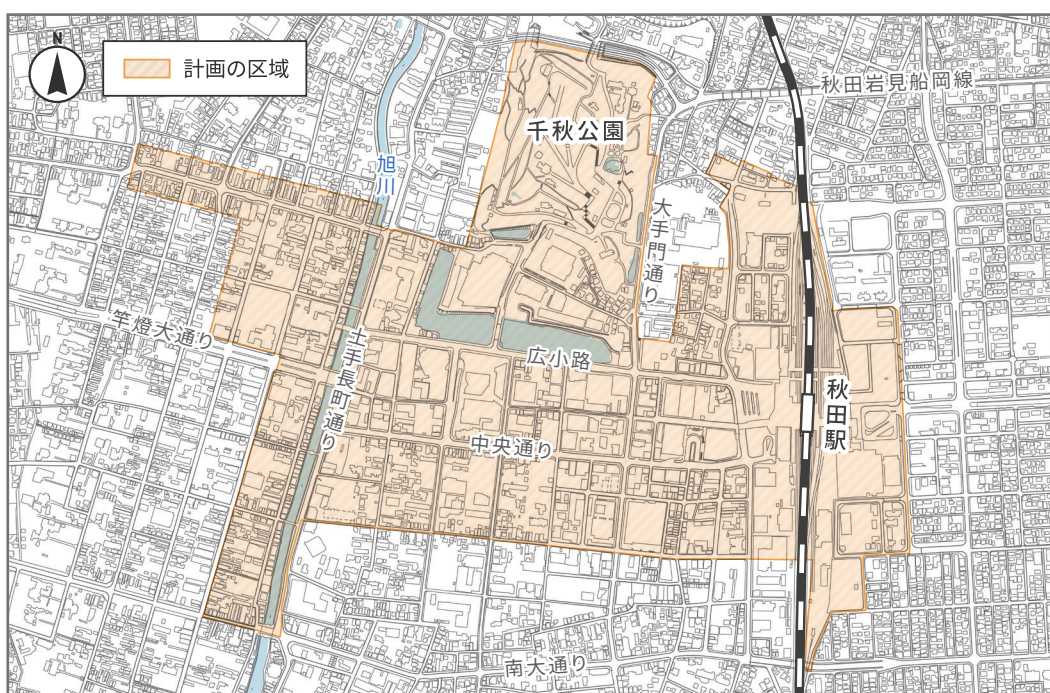 N
計画の区域
秋田岩見船岡線
千秋公園
旭川
大手門通り
竿燈大通り
土手長町通り
広小路
秋田駅
中央通り
南大通り